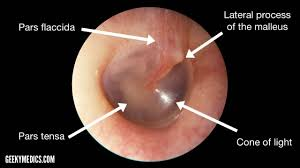 Pars flaccida
Lateral process
of the malleus
Pars tensa
Cone of light
GEEKYMEDICS.COM